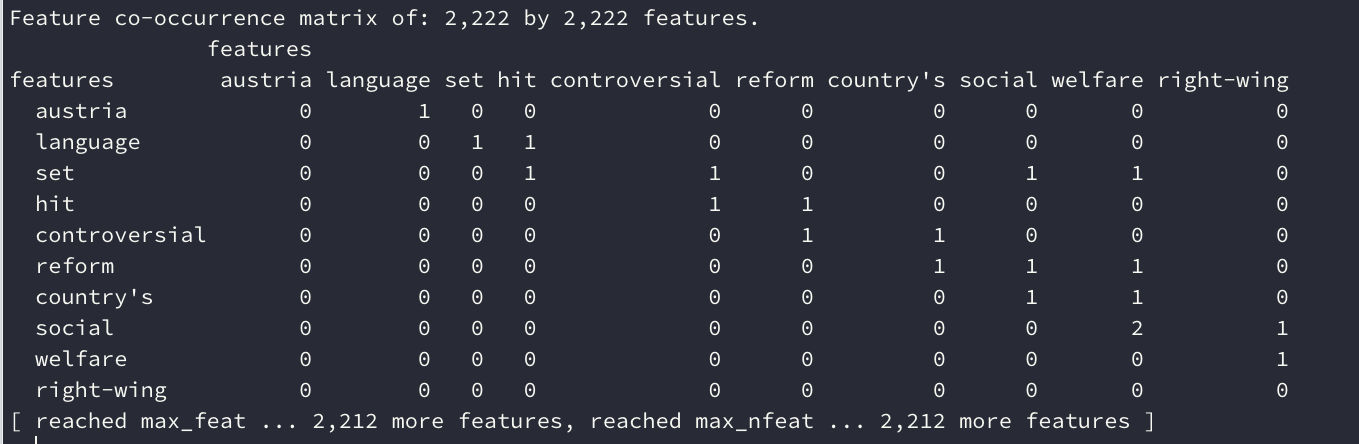 Feature co-occurrence matrix of: 2,222 by 2,222 features.
features
features austria language set hit controversial reform country's social welfare right-wing
austria 0 1 0 0 0 0 0 0 0 0
language 0 0 1 1 0 0 0 0 0 0
set 0 0 0 1 1 0 0 1 1 0
hit 0 0 0 0 1 1 0 0 0 0
controversial 0 0 0 0 0 1 1 0 0 0
reform 0 0 0 0 0 0 1 1 1 0
country's 0 0 0 0 0 0 0 1 1 0
social 0 0 0 0 0 0 0 0 2 1
welfare 0 0 0 0 0 0 0 0 0 1
right-wing 0 0 0 0 0 0 0 0 0 0
[ reached max_feat ... 2,212 more features, reached max_nfeat ... 2,212 more features ]